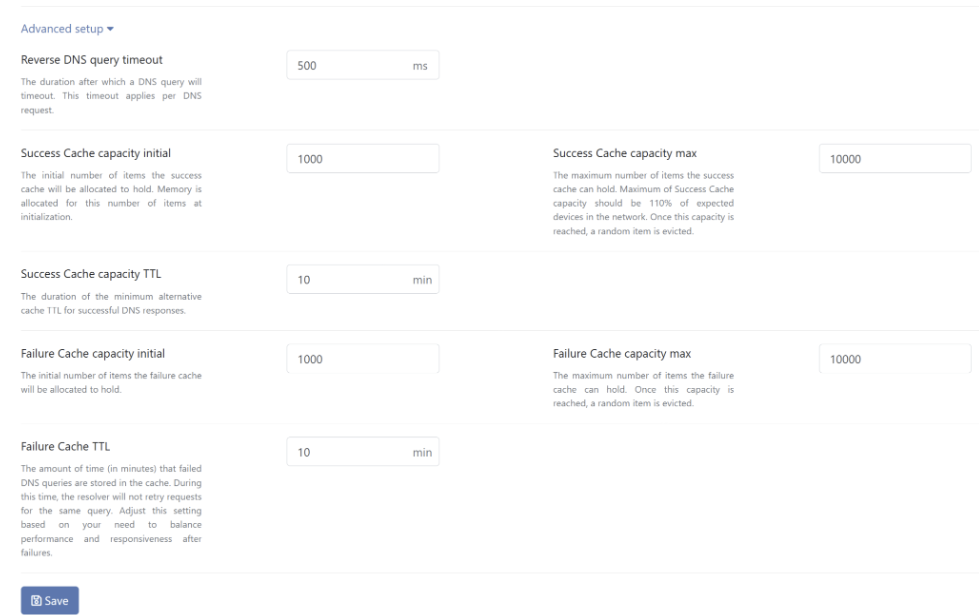 Advanced setup
Reverse DNS query timeout
500 ms
The duration after which a DNS query will
timeout. This timeout applies per DNS
request.
Success Cache capacity initial
1000
The initial number of items the success
cache will be allocated to hold. Memory is
allocated for this number of items at
initialization.
Success Cache capacity max
10000
The maximum number of items the success
cache can hold. Maximum of Success Cache
capacity should be 110% of expected
devices in the network. Once this capacity is
reached, a random item is evicted.
Success Cache capacity TTL
10 min
The duration of the minimum alternative
cache TTL for successful DNS responses.
Failure Cache capacity initial
1000
The initial number of items the failure cache
will be allocated to hold.
Failure Cache capacity max
10000
The maximum number of items the failure
cache can hold. Once this capacity is
reached, a random item is evicted.
Failure Cache TTL
10 min
The amount of time (in minutes) that failed
DNS queries are stored in the cache. During
this time, the resolver will not retry requests
for the same query. Adjust this setting
based on your need to balance
performance and responsiveness after
failures.
Save